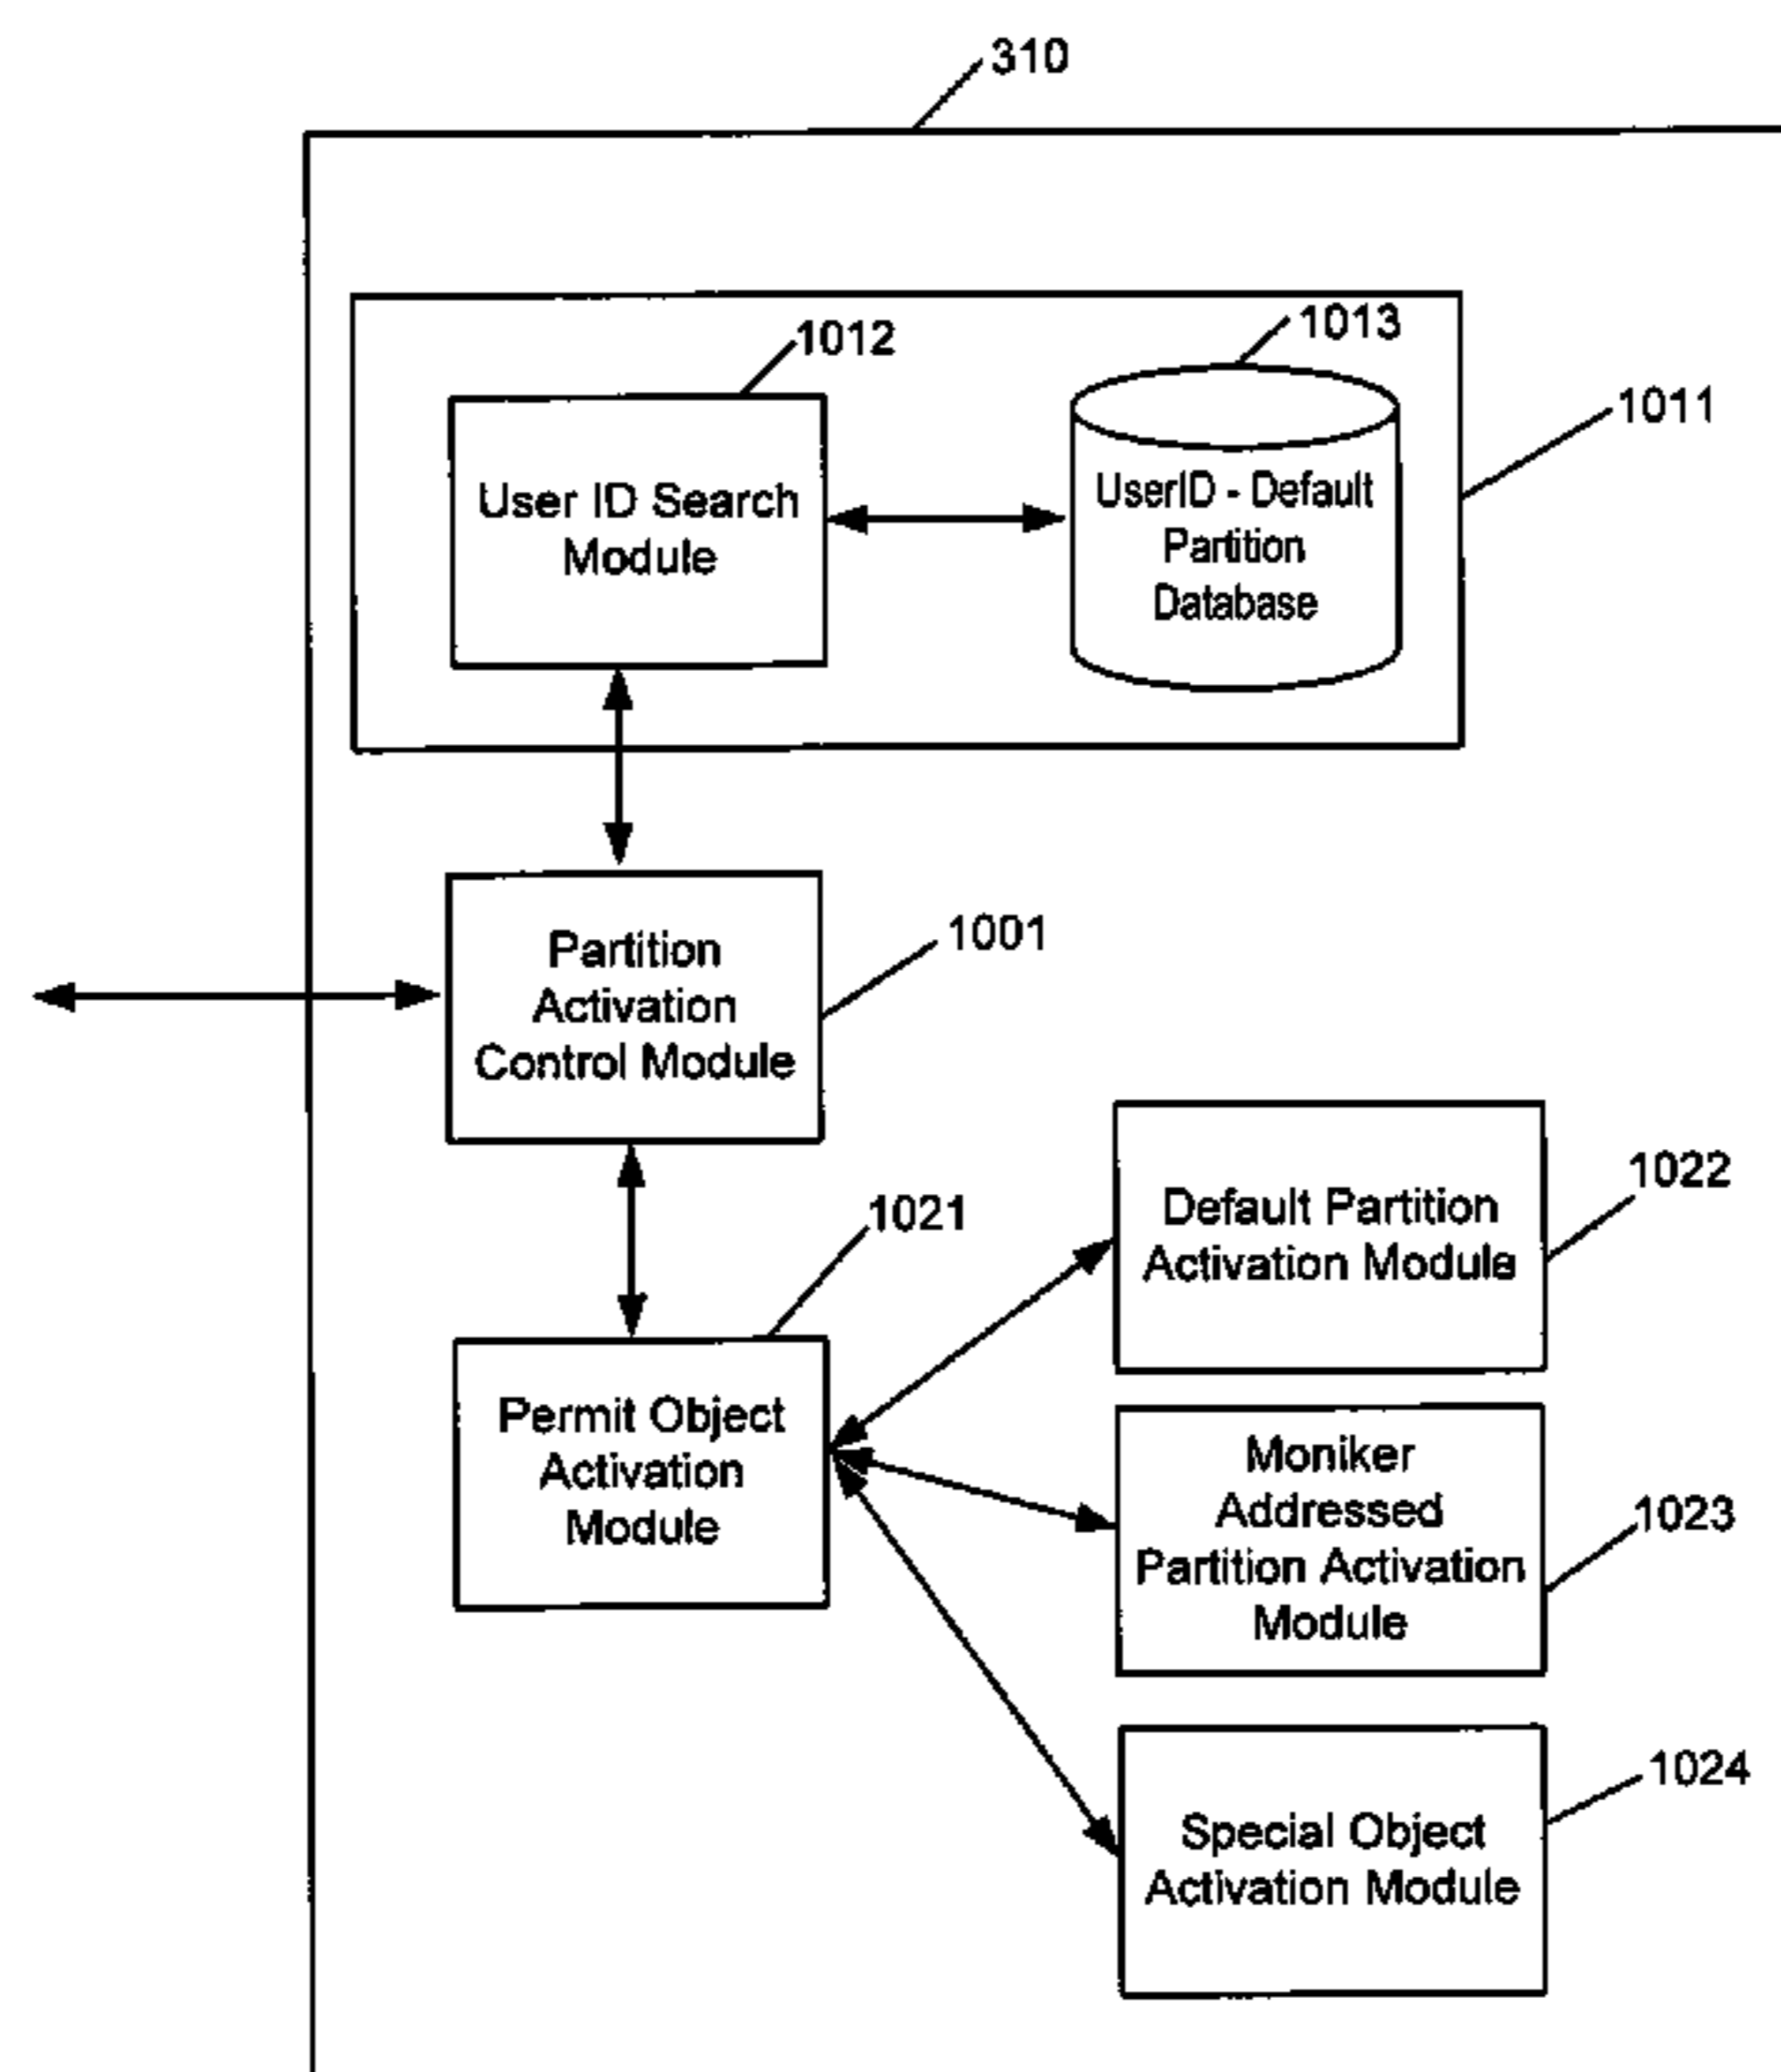 310
1012
1013
1011
User ID Search
Module
UserID - Default
Partition
Database
1001
Partition
Activation
Control Module
1022
1021
Default Partition
Activation Module
Permit Object
Activation
Module
Moniker
Addressed
Partition Activation
Module
1023
1024
Special Object
Activation Module